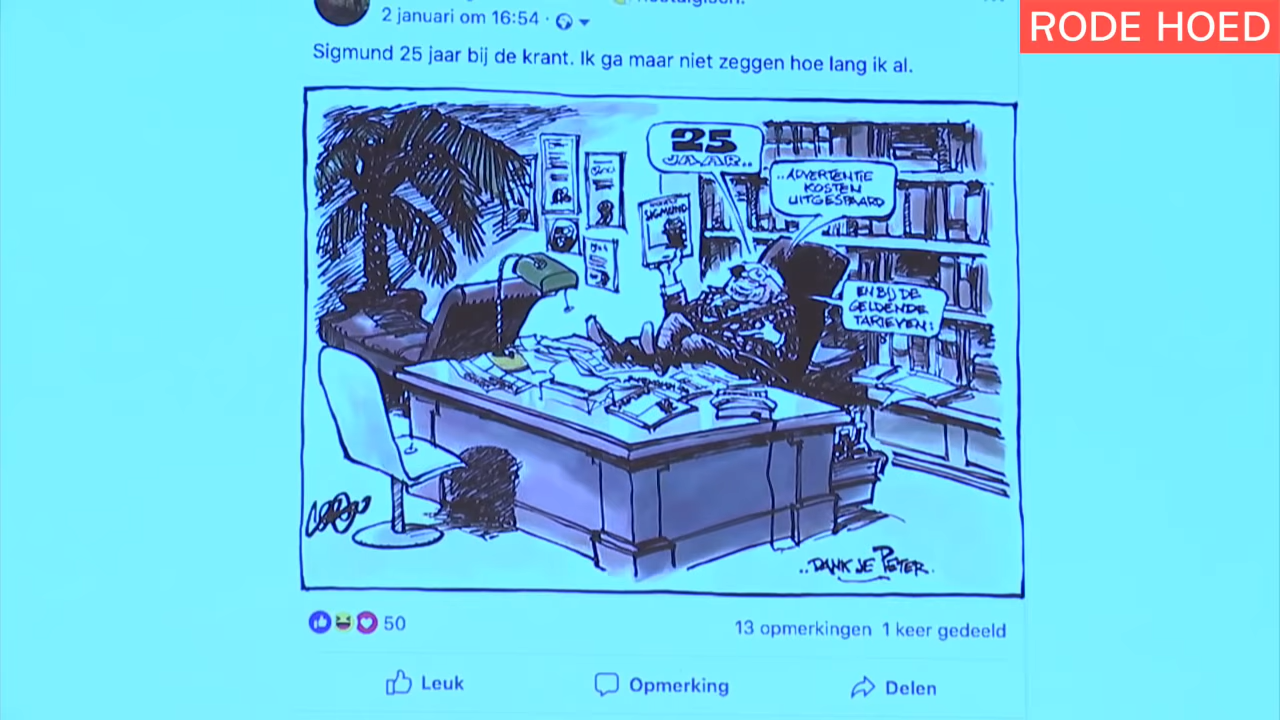 RODE HOED
2 januari om 16:54 ·
Sigmund 25 jaar bij de krant. Ik ga maar niet zeggen hoe lang ik al.
25
JAAR..
..ADVERTENTIE
KOSTEN
UITGESPAARD
SIGMUND
EN BIJ DE
GELDENDE
TARIEVEN!
..DANK JE PETER.
50
13 opmerkingen 1 keer gedeeld
Leuk
Opmerking
Delen